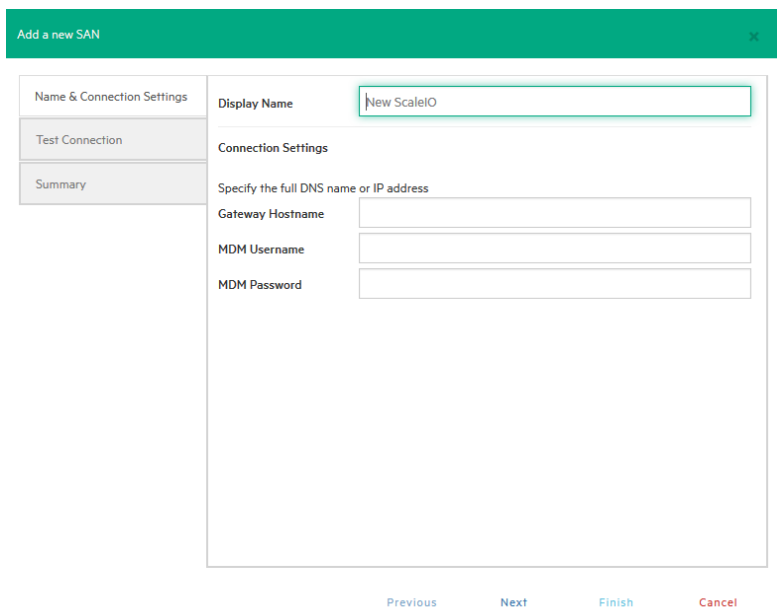 Add a new SAN ×
Name & Connection Settings
Test Connection
Summary
Display Name New ScaleIO
Connection Settings
Specify the full DNS name or IP address
Gateway Hostname
MDM Username
MDM Password
Previous Next Finish Cancel